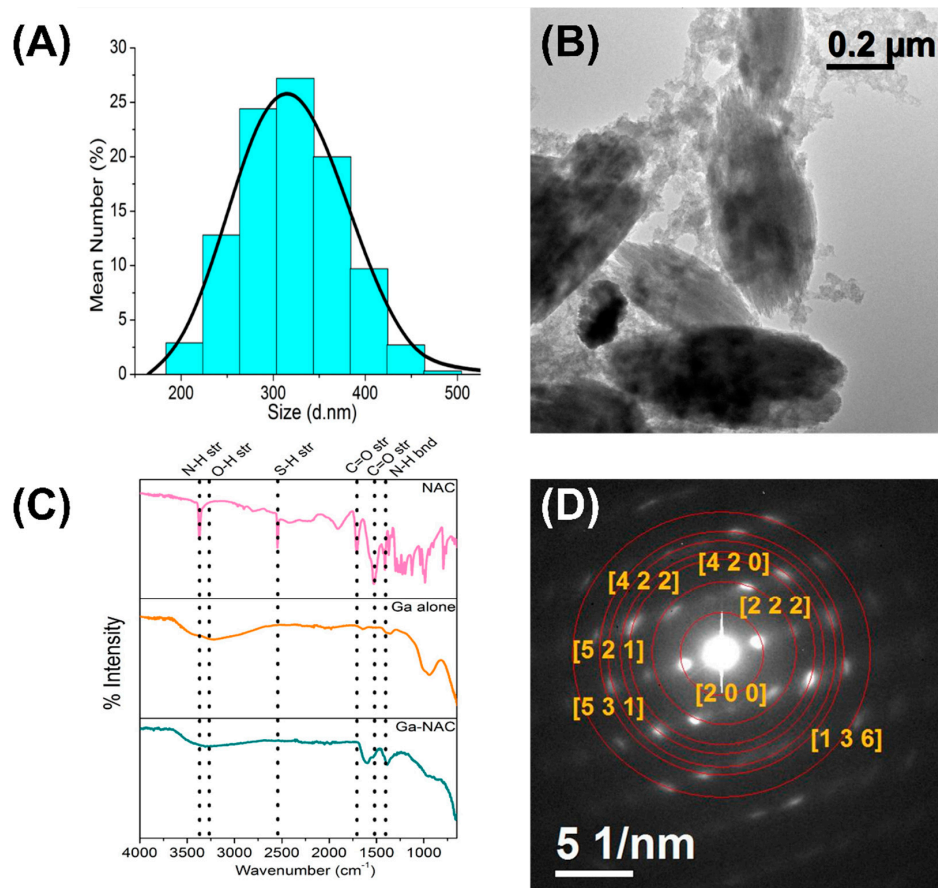 (A)
30
25
20
15
10
5
0
Mean Number (%)
200 300 400 500
Size (d.nm)
(B)
0.2 µm
(C)
N-H str
O-H str
S-H str
C=O str
C=O str
N-H bnd
NAC
Ga alone
Ga-NAC
% Intensity
4000 3500 3000 2500 2000 1500 1000
Wavenumber (cm⁻¹)
(D)
[4 2 0]
[4 2 2]
[2 2 2]
[5 2 1]
[2 0 0]
[5 3 1]
[1 3 6]
5 1/nm